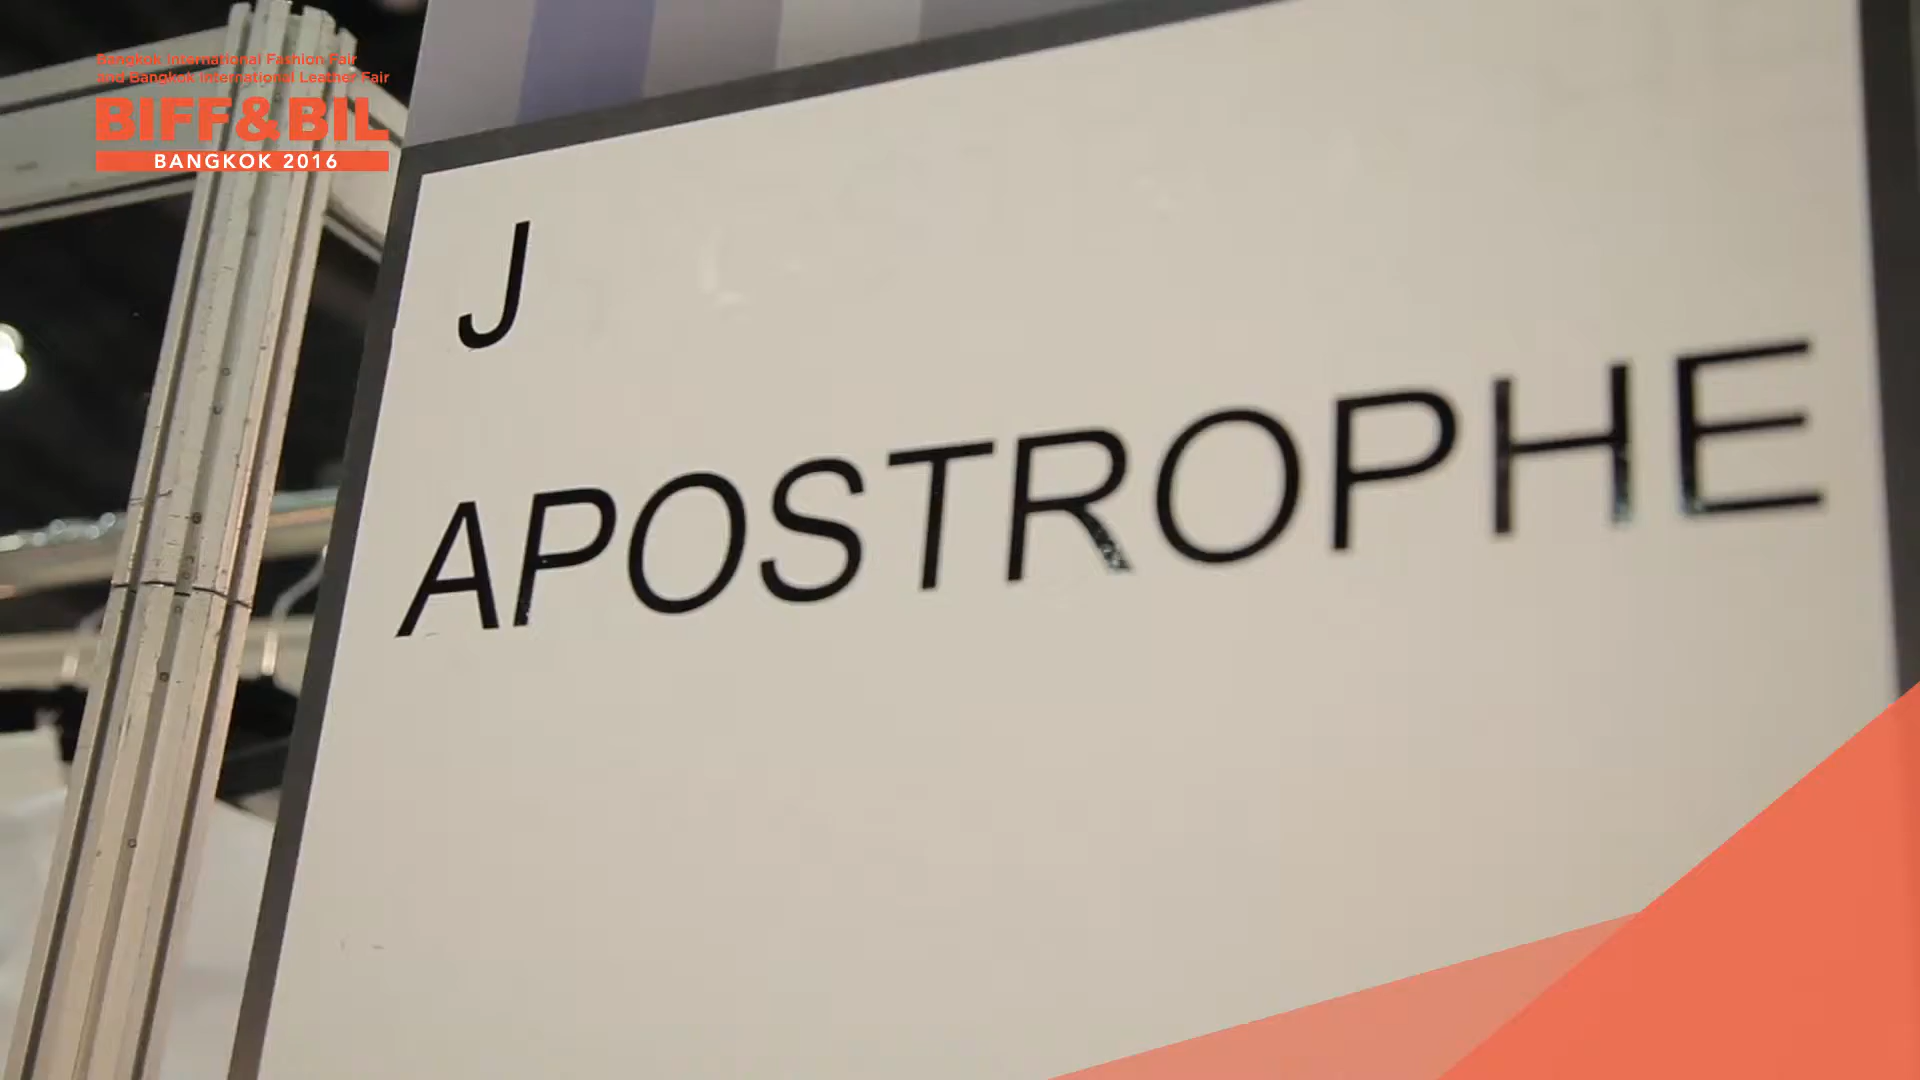 Bangkok International Fashion Fair
and Bangkok International Leather Fair
BIFF&BIL
BANGKOK 2016
J
APOSTROPHE